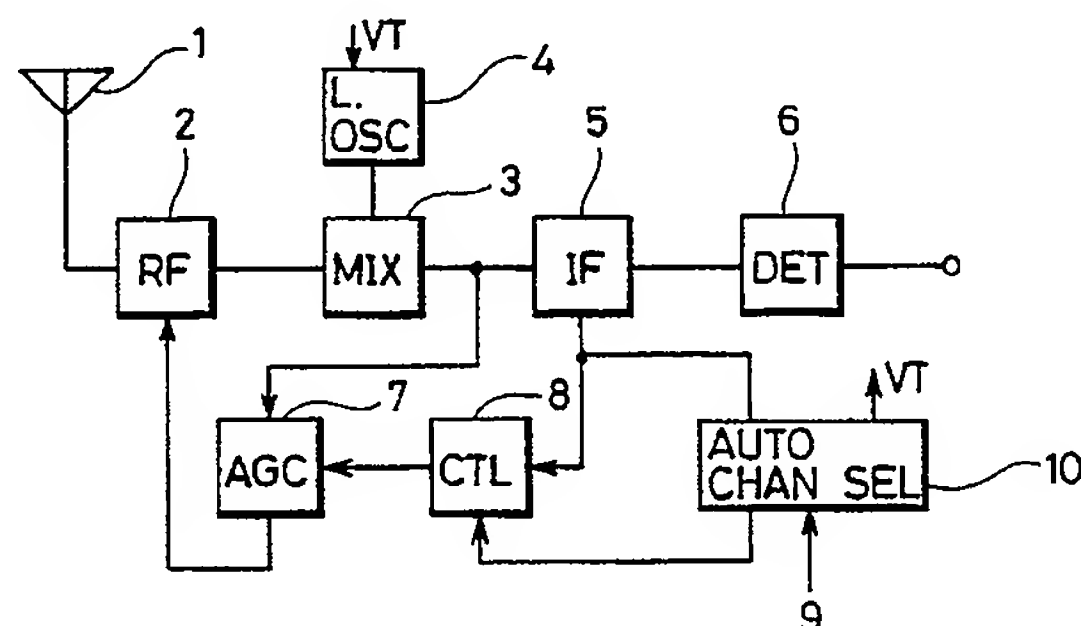 1
VT
4
L.
OSC
2
3
5
6
RF
MIX
IF
DET
7
8
VT
AGC
CTL
AUTO
CHAN SEL
10
9